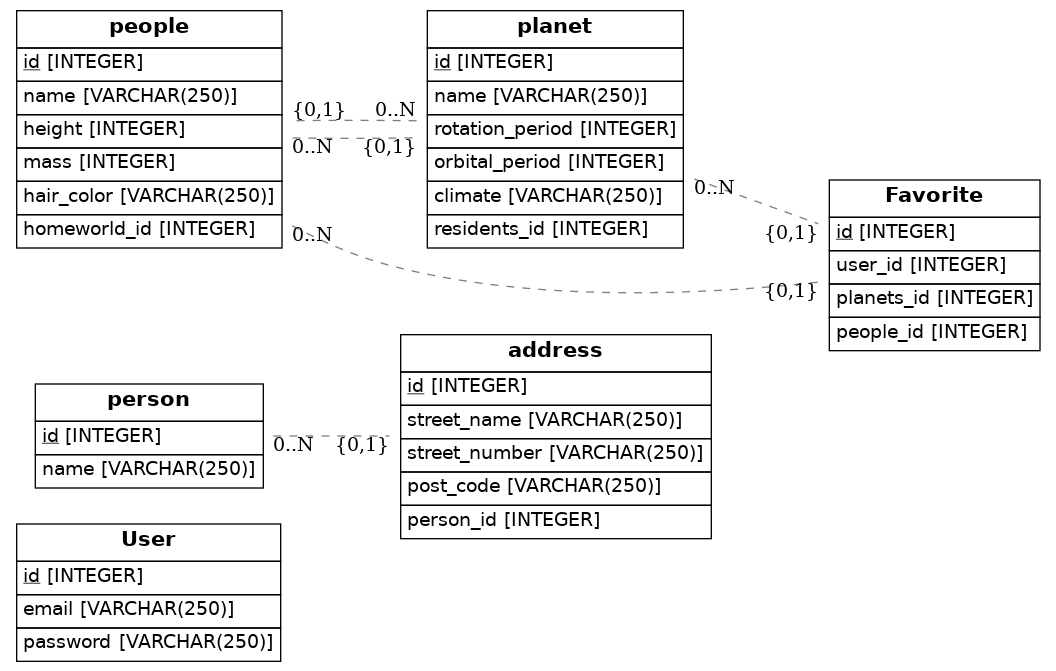 people
id [INTEGER]
name [VARCHAR(250)]
height [INTEGER]
mass [INTEGER]
hair_color [VARCHAR(250)]
homeworld_id [INTEGER]
{0,1}
0..N
0..N
{0,1}
0..N
planet
id [INTEGER]
name [VARCHAR(250)]
rotation_period [INTEGER]
orbital_period [INTEGER]
climate [VARCHAR(250)]
residents_id [INTEGER]
0..N
{0,1}
{0,1}
Favorite
id [INTEGER]
user_id [INTEGER]
planets_id [INTEGER]
people_id [INTEGER]
person
id [INTEGER]
name [VARCHAR(250)]
0..N
{0,1}
address
id [INTEGER]
street_name [VARCHAR(250)]
street_number [VARCHAR(250)]
post_code [VARCHAR(250)]
person_id [INTEGER]
User
id [INTEGER]
email [VARCHAR(250)]
password [VARCHAR(250)]